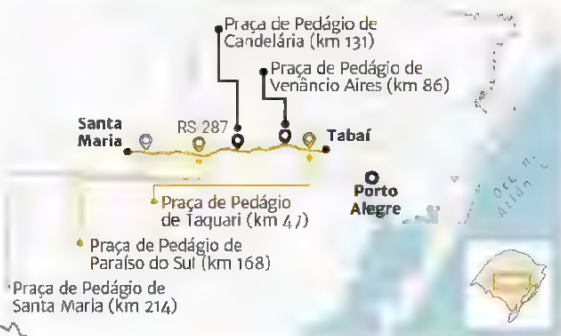 Praça de Pedágio de
Candelária (km 131)
Praça de Pedágio de
Venâncio Aires (km 86)
Santa
Maria
RS 287
Tabaí
Porto
Alegre
Praça de Pedágio
de Taquari (km 47)
Praça de Pedágio de
Paraíso do Sul (km 168)
Praça de Pedágio de
Santa Maria (km 214)